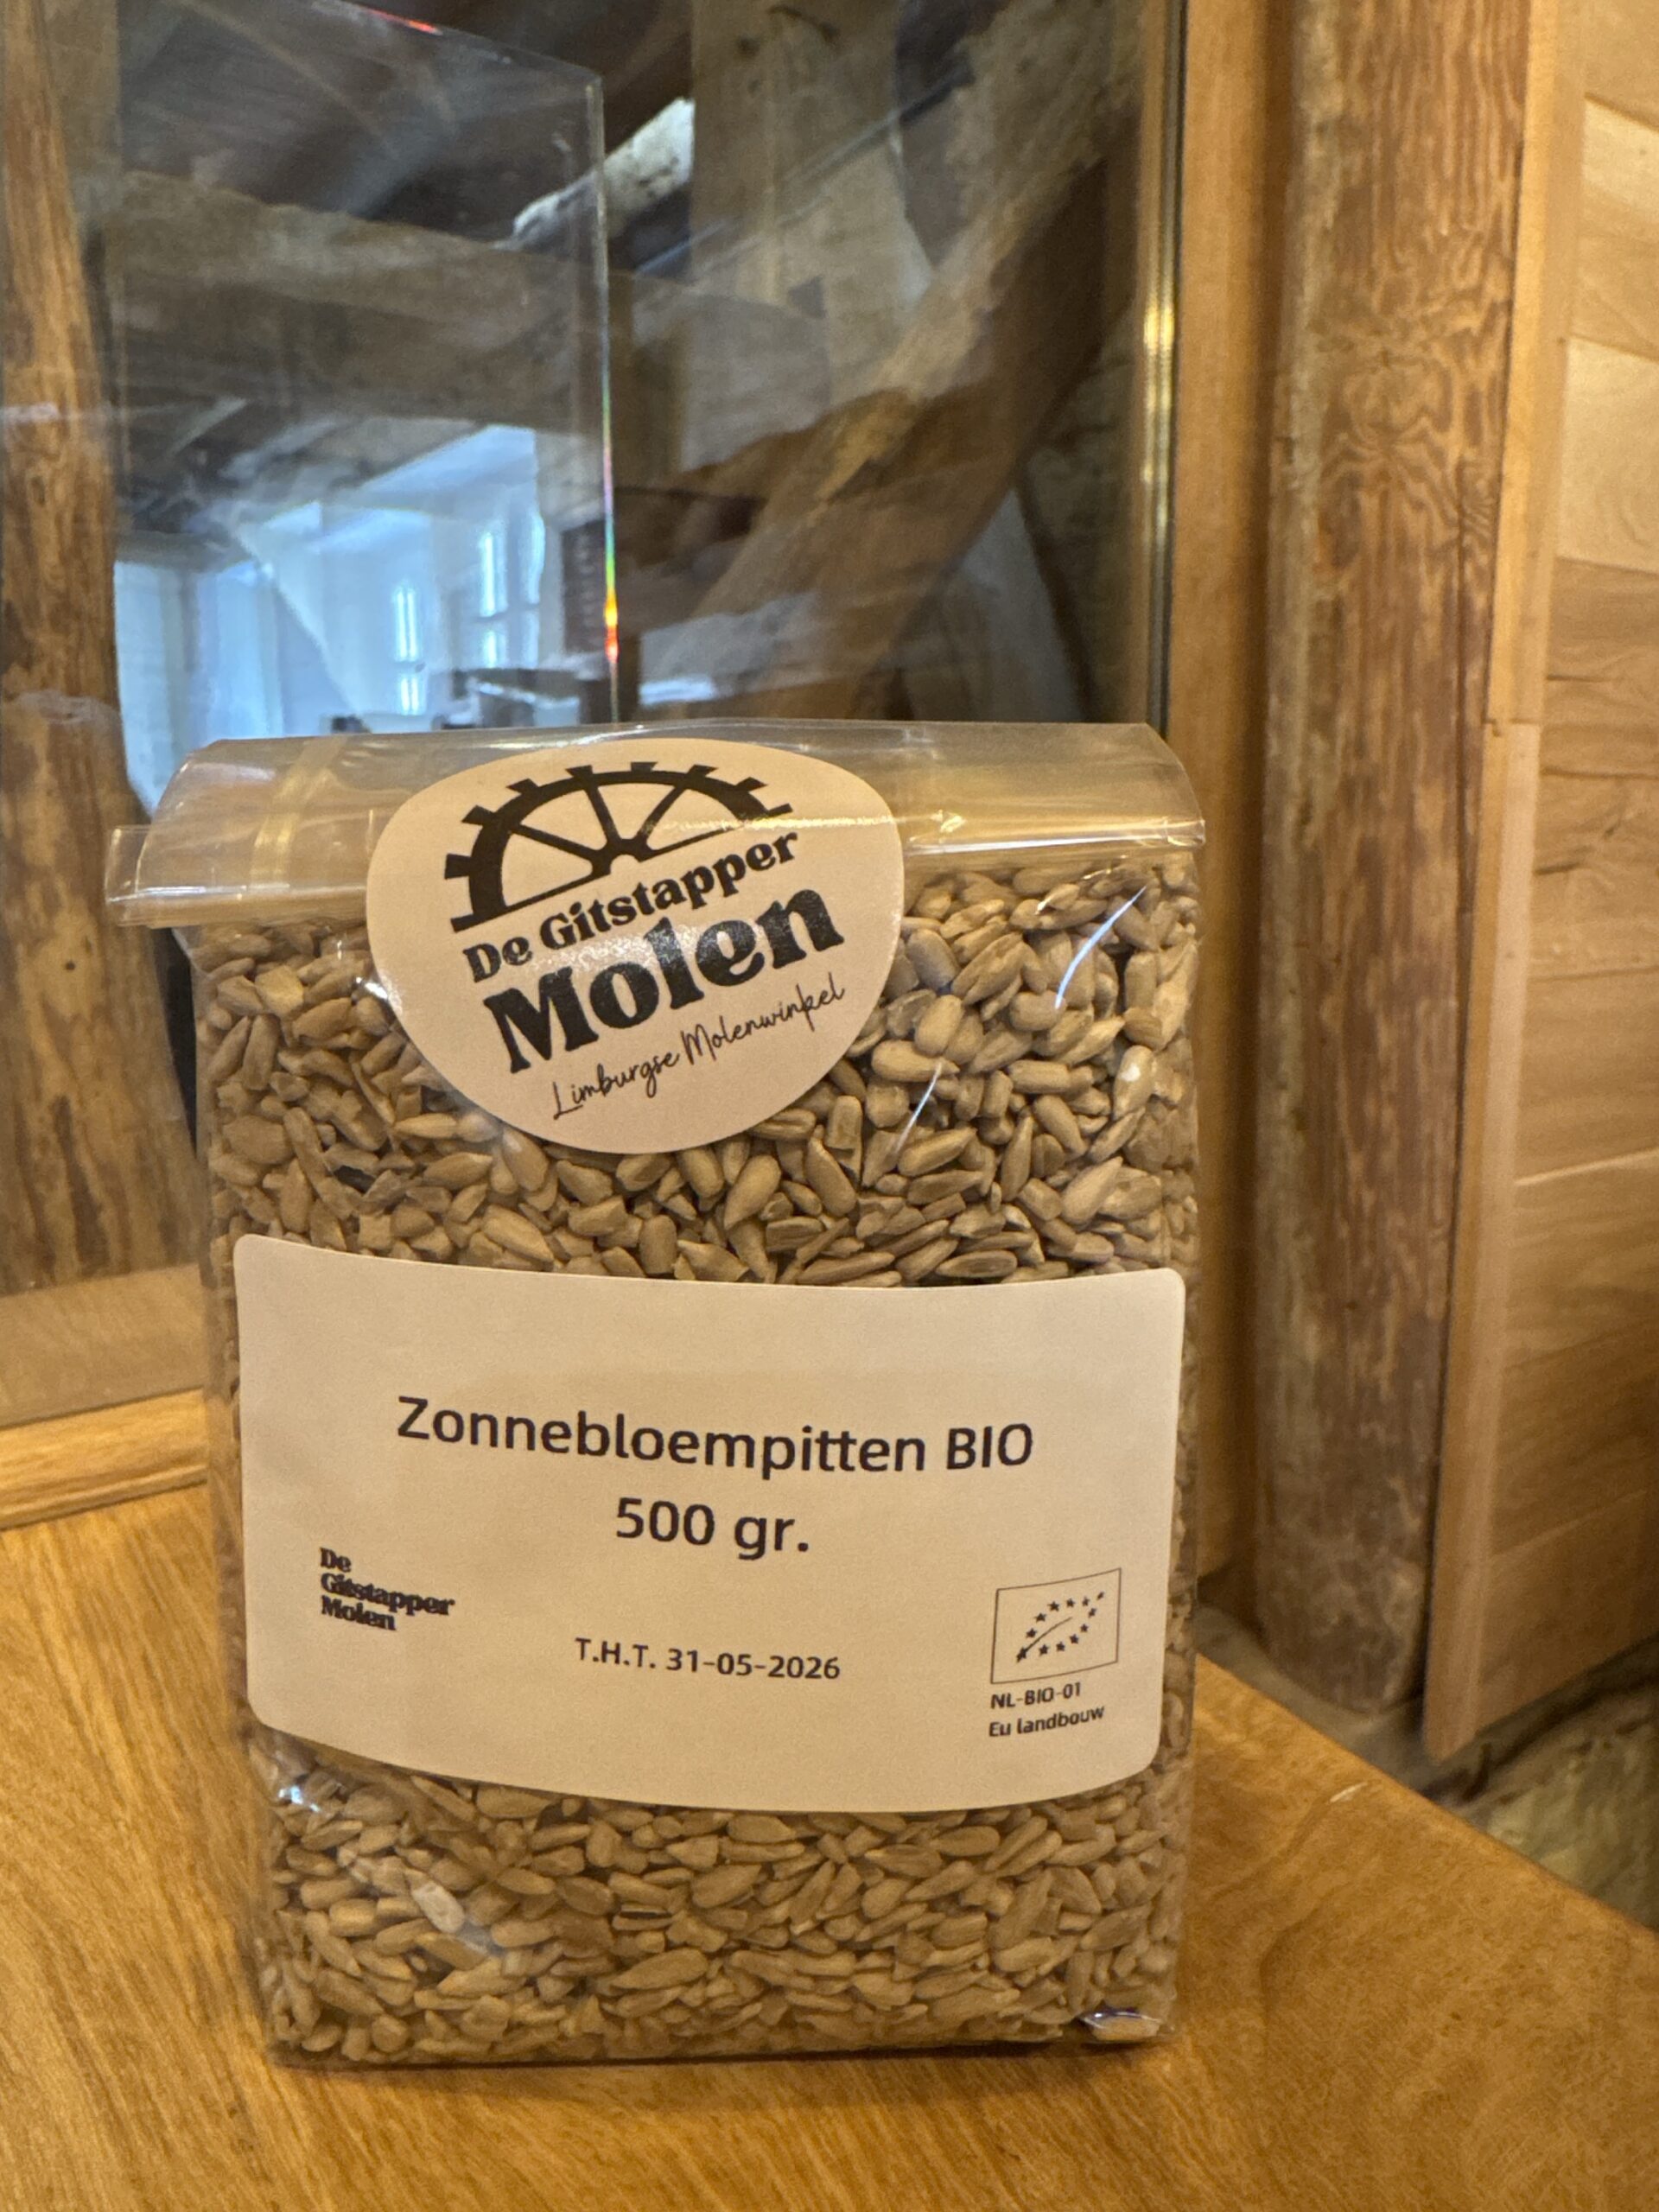 De Gitstapper
Molen
Limburgse Molenwinkel
Zonnebloempitten BIO
500 gr.
De
Gitstapper
Molen
T.H.T. 31-05-2026
NL-BIO-01
Eu landbouw